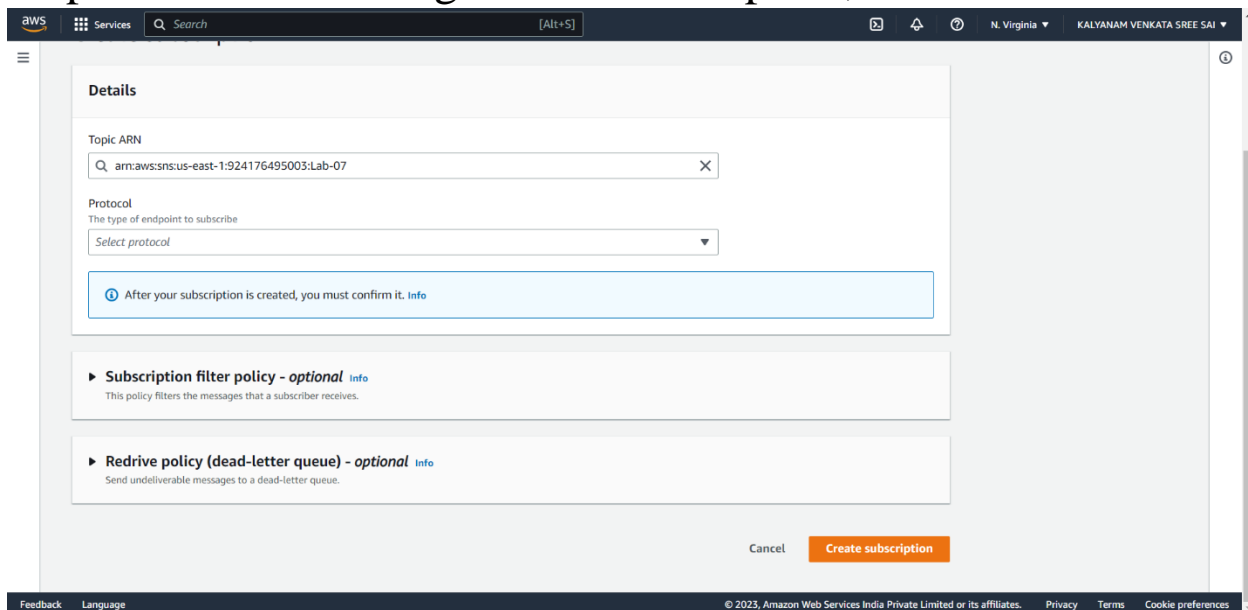 aws Services Search [Alt+S] N. Virginia ▼ KALYANAM VENKATA SREE SAI ▼
Details
Topic ARN
arn:aws:sns:us-east-1:924176495003:Lab-07
Protocol
The type of endpoint to subscribe
Select protocol
After your subscription is created, you must confirm it. Info
Subscription filter policy - optional Info
This policy filters the messages that a subscriber receives.
Redrive policy (dead-letter queue) - optional Info
Send undeliverable messages to a dead-letter queue.
Cancel Create subscription
Feedback Language © 2023, Amazon Web Services India Private Limited or its affiliates. Privacy Terms Cookie preferences